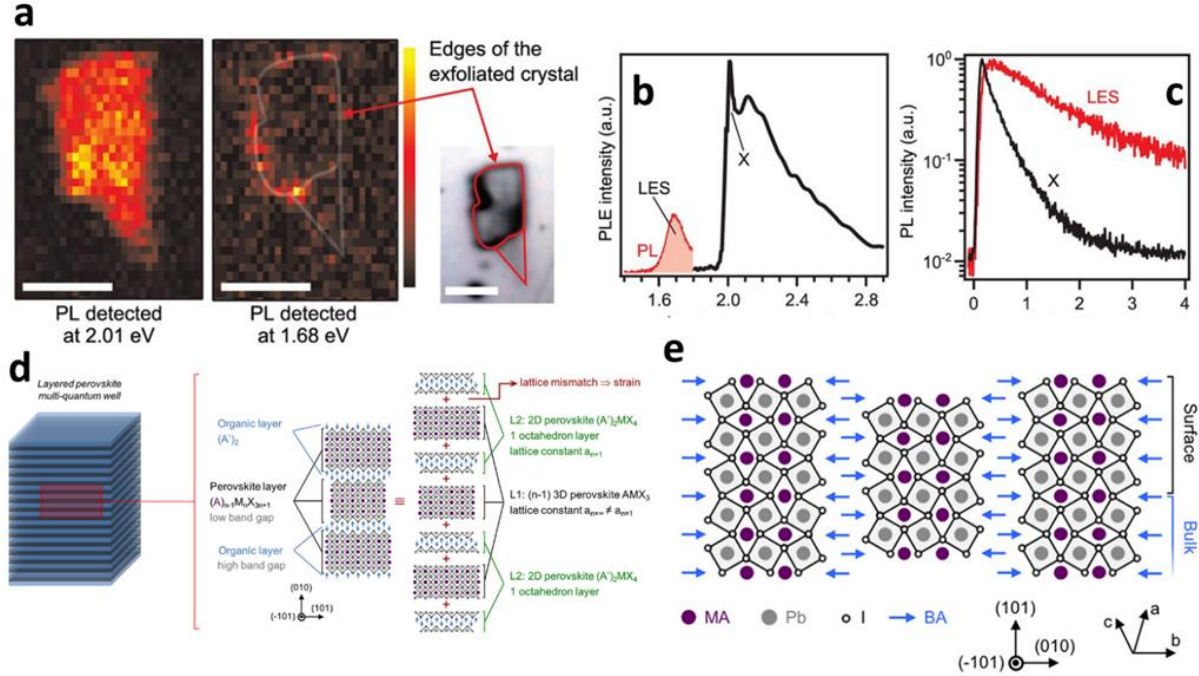 a
Edges of the
exfoliated crystal
PL detected
at 2.01 eV
PL detected
at 1.68 eV
b
PLE intensity (a.u.)
X
LES
PL
1.6 2.0 2.4 2.8
c
PL intensity (a.u.)
10⁰
10⁻¹
10⁻²
LES
X
0 1 2 3 4
d
Layered perovskite
multi-quantum well
Organic layer
(A')₂
Perovskite layer
(A)ₙ₋₁MₙX₃ₙ₊₁
low band gap
Organic layer
high band gap
(010)
(-101) (101)
≡
+
+
+
+
lattice mismatch ⇒ strain
L2: 2D perovskite (A')₂MX₄
1 octahedron layer
lattice constant aₙ₌₁
L1: (n-1) 3D perovskite AMX₃
lattice constant aₙ₌∞ ≠ aₙ₌₁
L2: 2D perovskite (A')₂MX₄
1 octahedron layer
e
Surface
Bulk
MA Pb I BA
(101)
(010)
(-101)
a
c
b